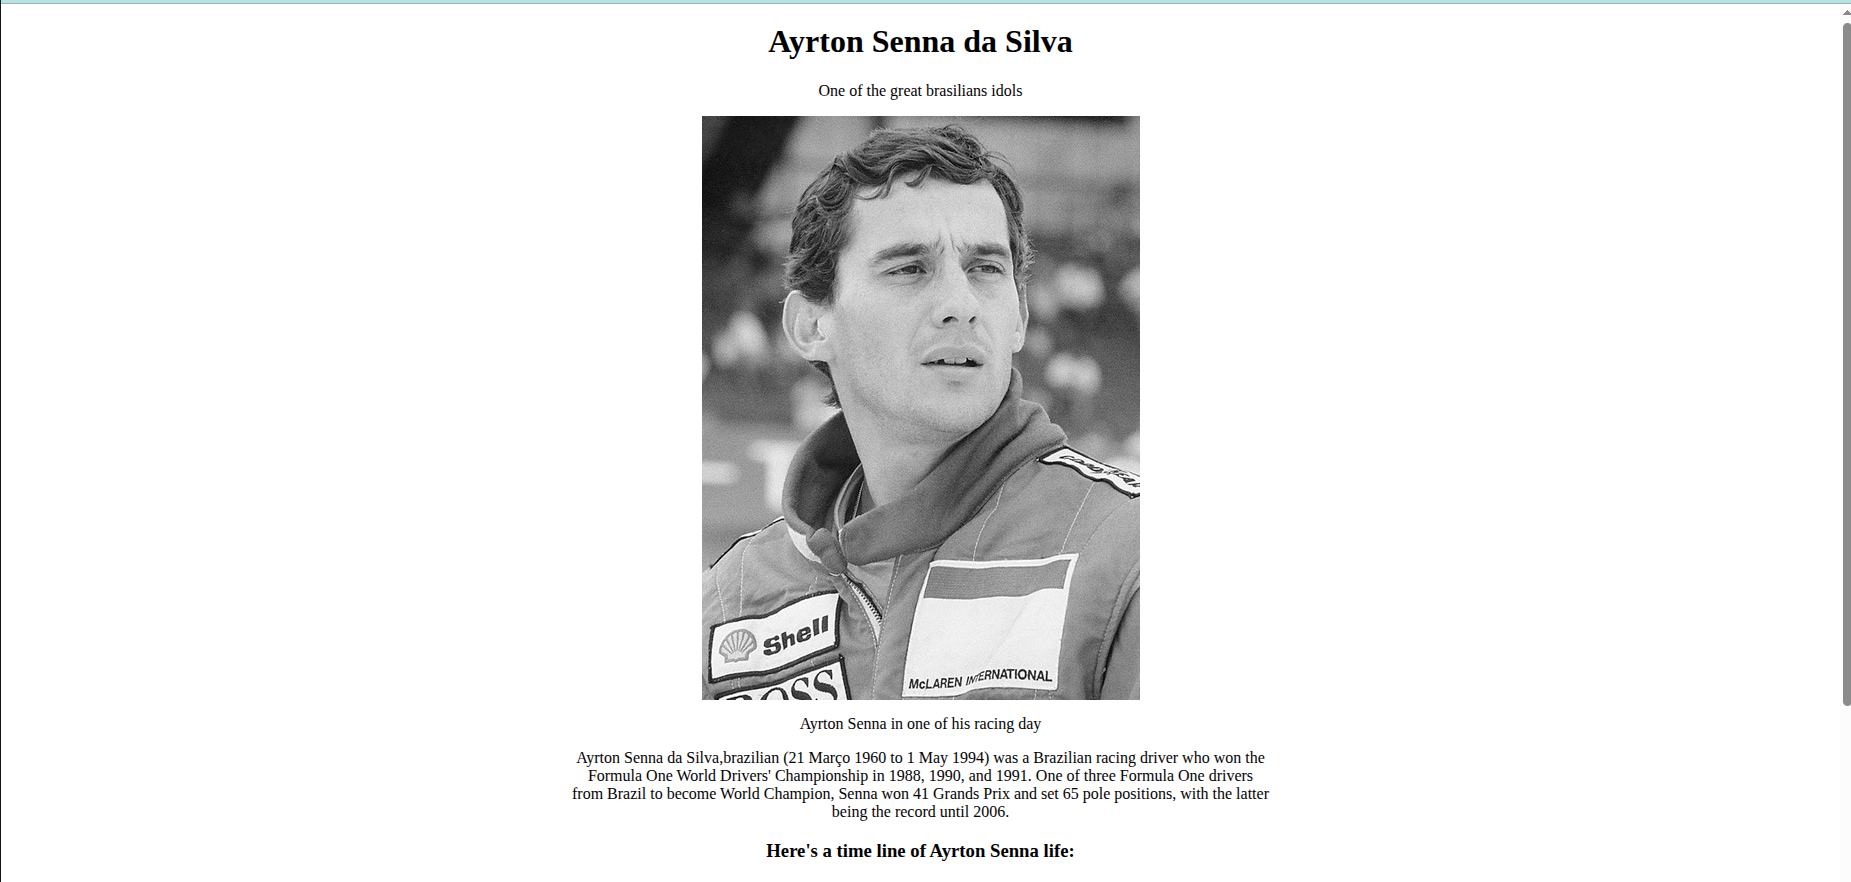 Ayrton Senna da Silva
One of the great brasilians idols
Shell
BOSS
McLAREN INTERNATIONAL
Ayrton Senna in one of his racing day
Ayrton Senna da Silva,brazilian (21 Março 1960 to 1 May 1994) was a Brazilian racing driver who won the
Formula One World Drivers' Championship in 1988, 1990, and 1991. One of three Formula One drivers
from Brazil to become World Champion, Senna won 41 Grands Prix and set 65 pole positions, with the latter
being the record until 2006.
Here's a time line of Ayrton Senna life: